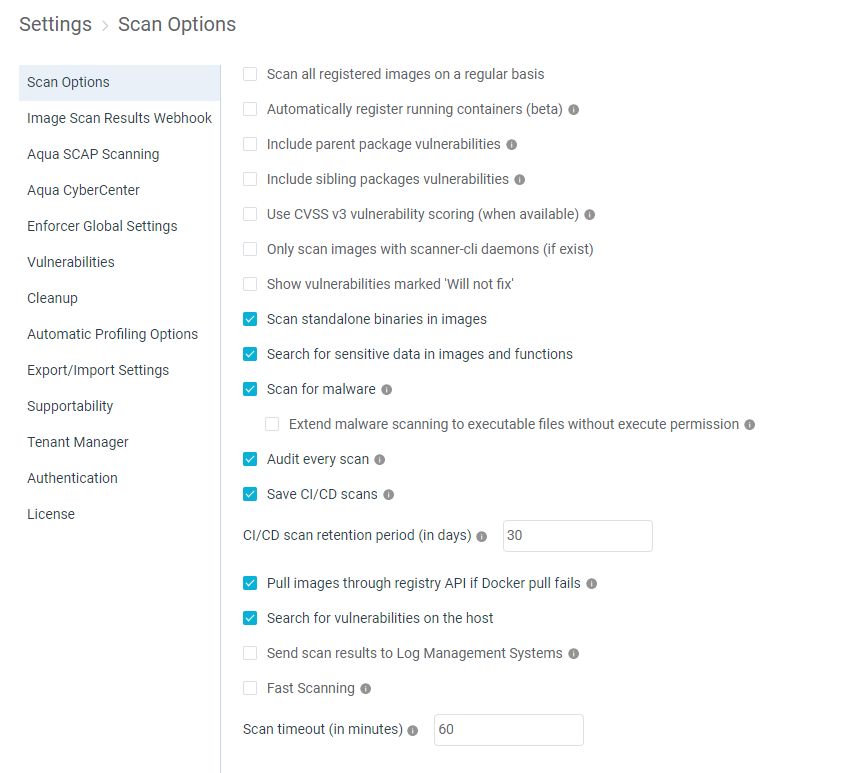 Settings > Scan Options
Scan Options
Image Scan Results Webhook
Aqua SCAP Scanning
Aqua CyberCenter
Enforcer Global Settings
Vulnerabilities
Cleanup
Automatic Profiling Options
Export/Import Settings
Supportability
Tenant Manager
Authentication
License
Scan all registered images on a regular basis
Automatically register running containers (beta)
Include parent package vulnerabilities
Include sibling packages vulnerabilities
Use CVSS v3 vulnerability scoring (when available)
Only scan images with scanner-cli daemons (if exist)
Show vulnerabilities marked 'Will not fix'
Scan standalone binaries in images
Search for sensitive data in images and functions
Scan for malware
Extend malware scanning to executable files without execute permission
Audit every scan
Save CI/CD scans
CI/CD scan retention period (in days) 30
Pull images through registry API if Docker pull fails
Search for vulnerabilities on the host
Send scan results to Log Management Systems
Fast Scanning
Scan timeout (in minutes) 60